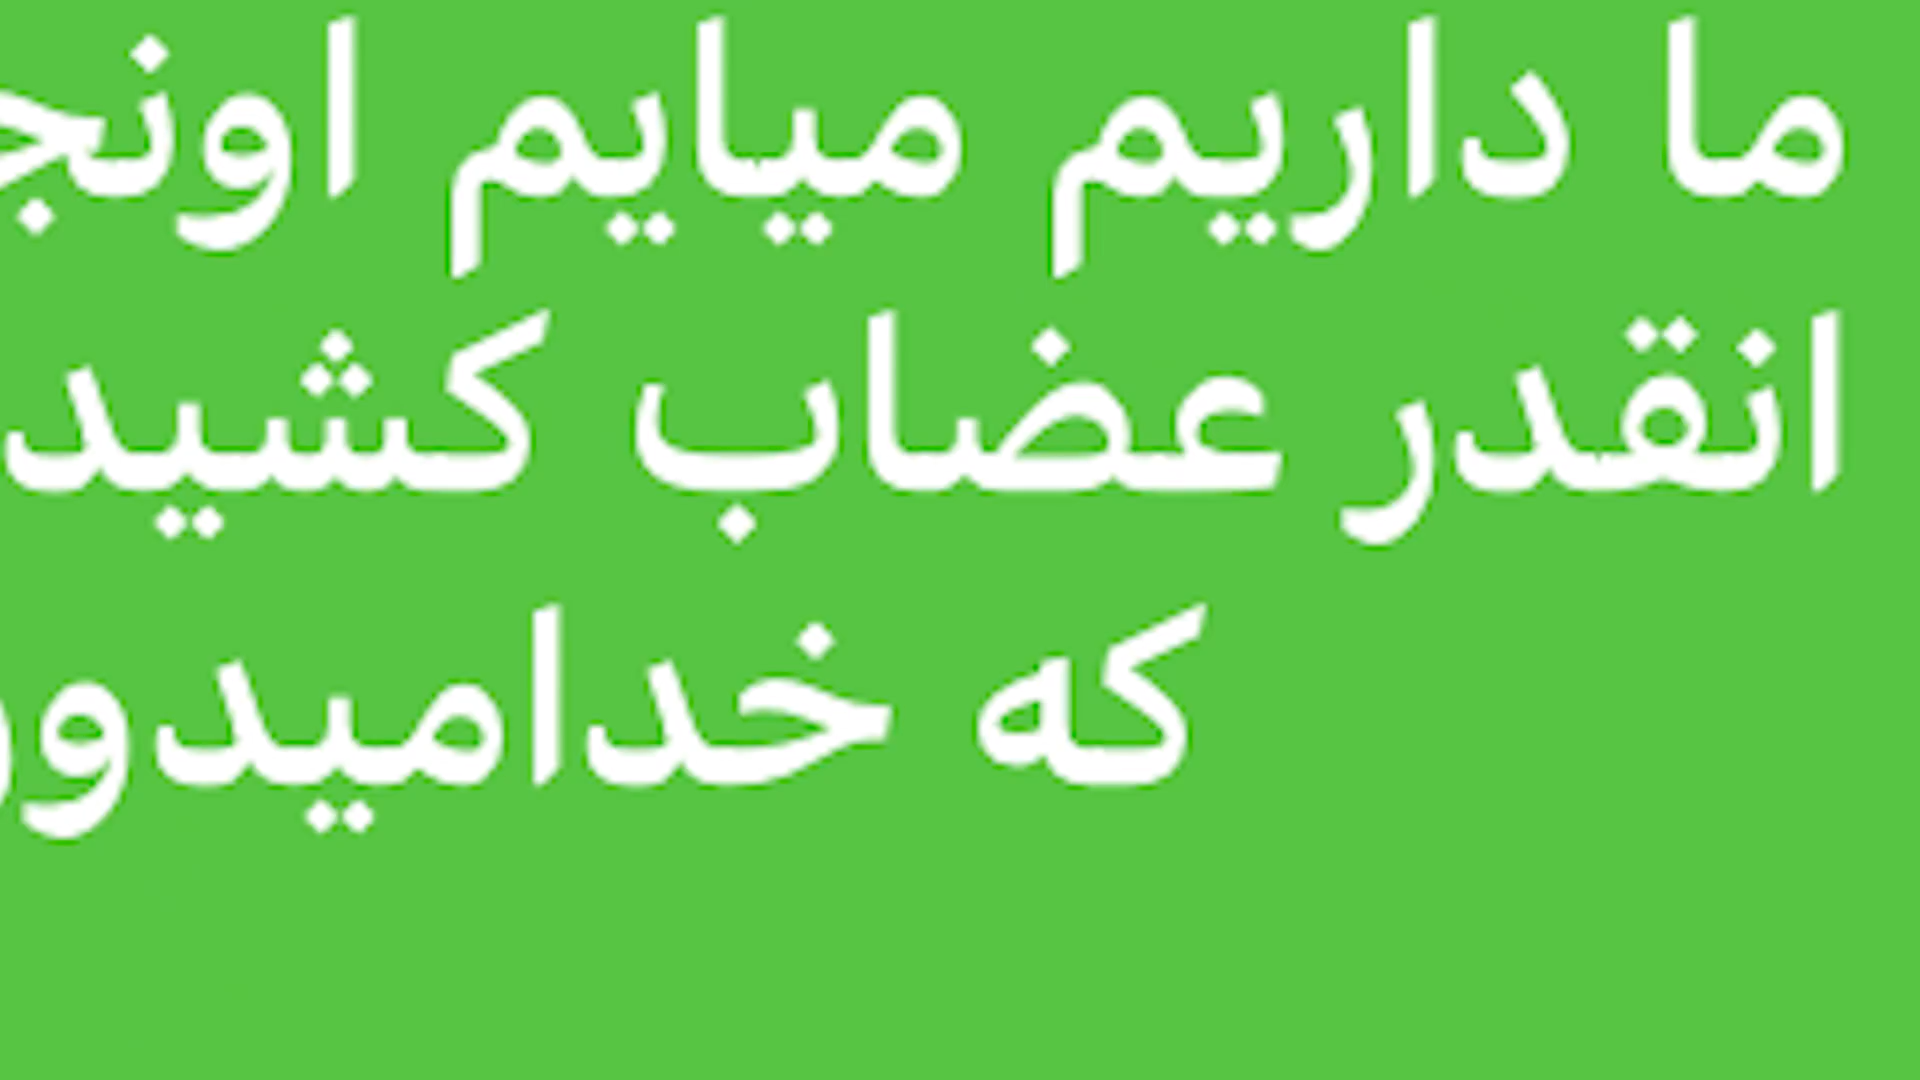 ما داریم میایم اونج
انقدر عضاب کشید
که خدامیدو